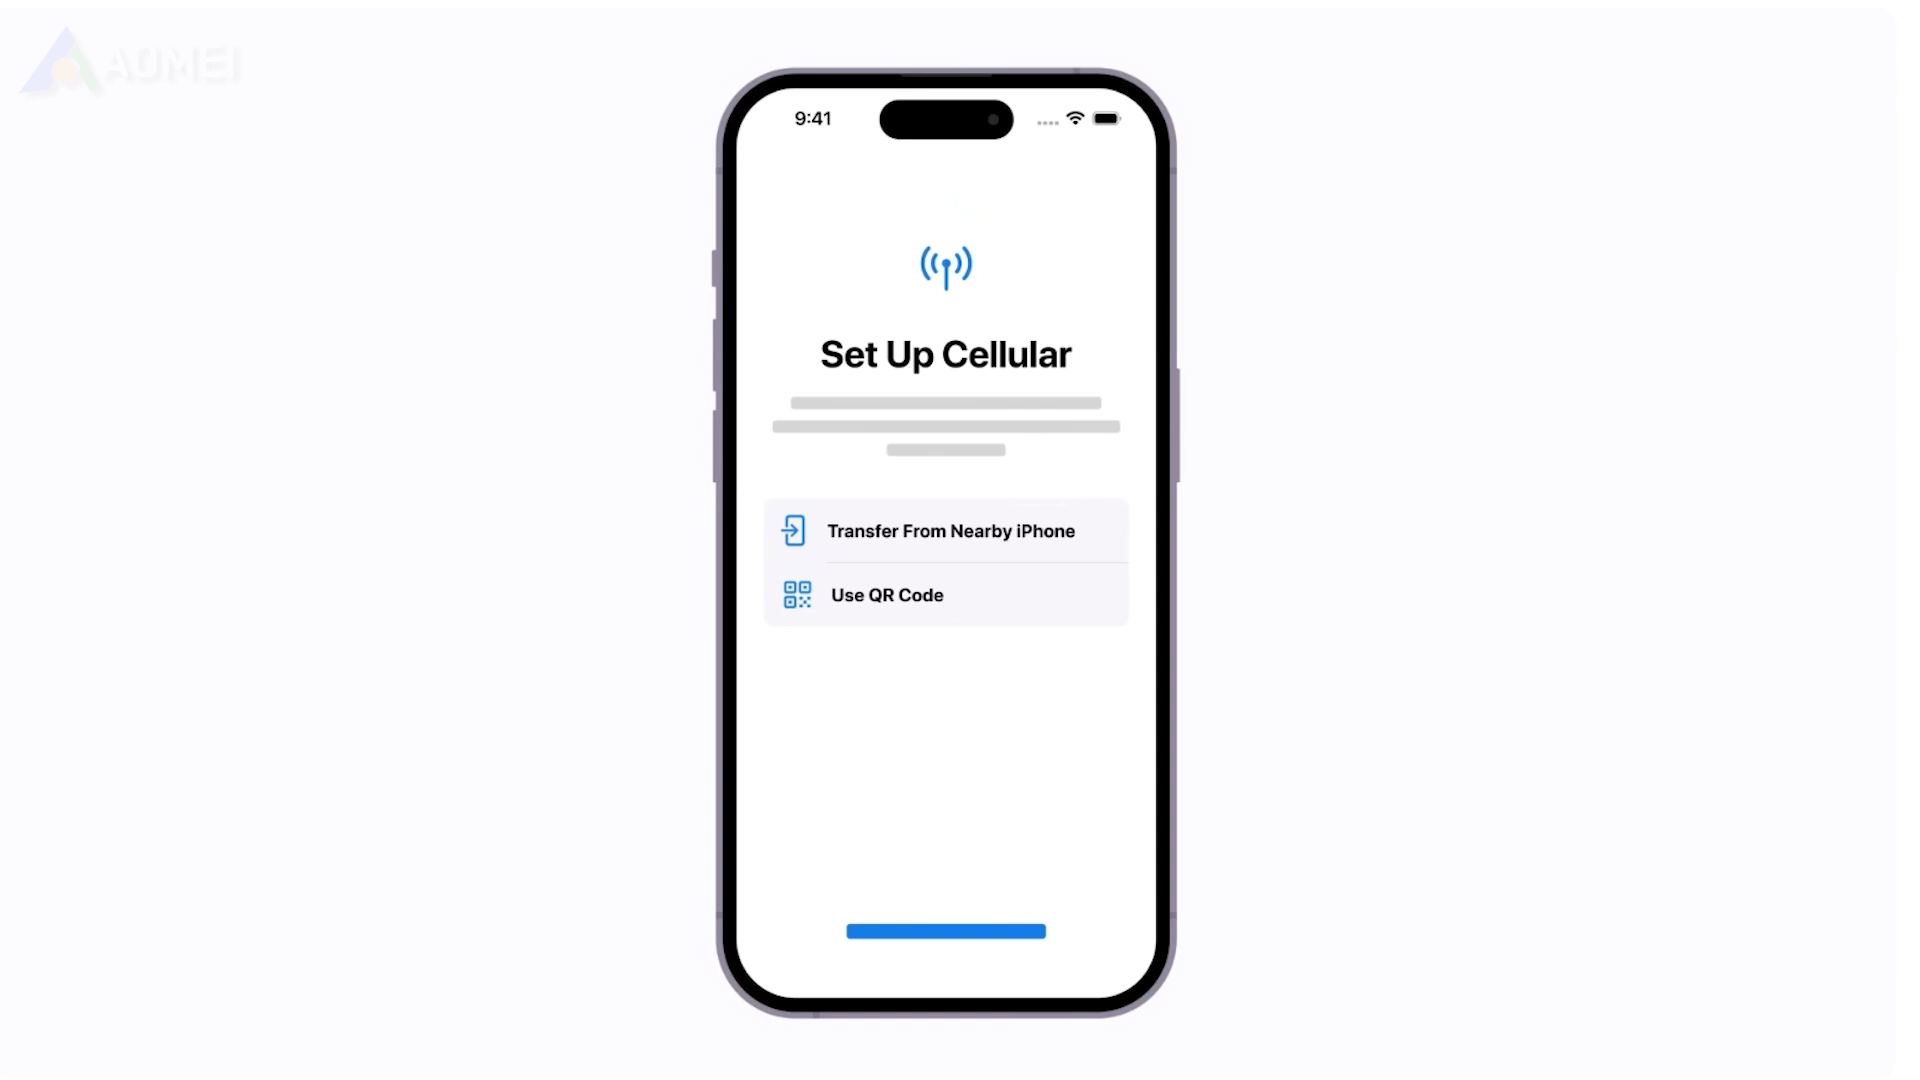 AOMEI
9:41
Set Up Cellular
Transfer From Nearby iPhone
Use QR Code